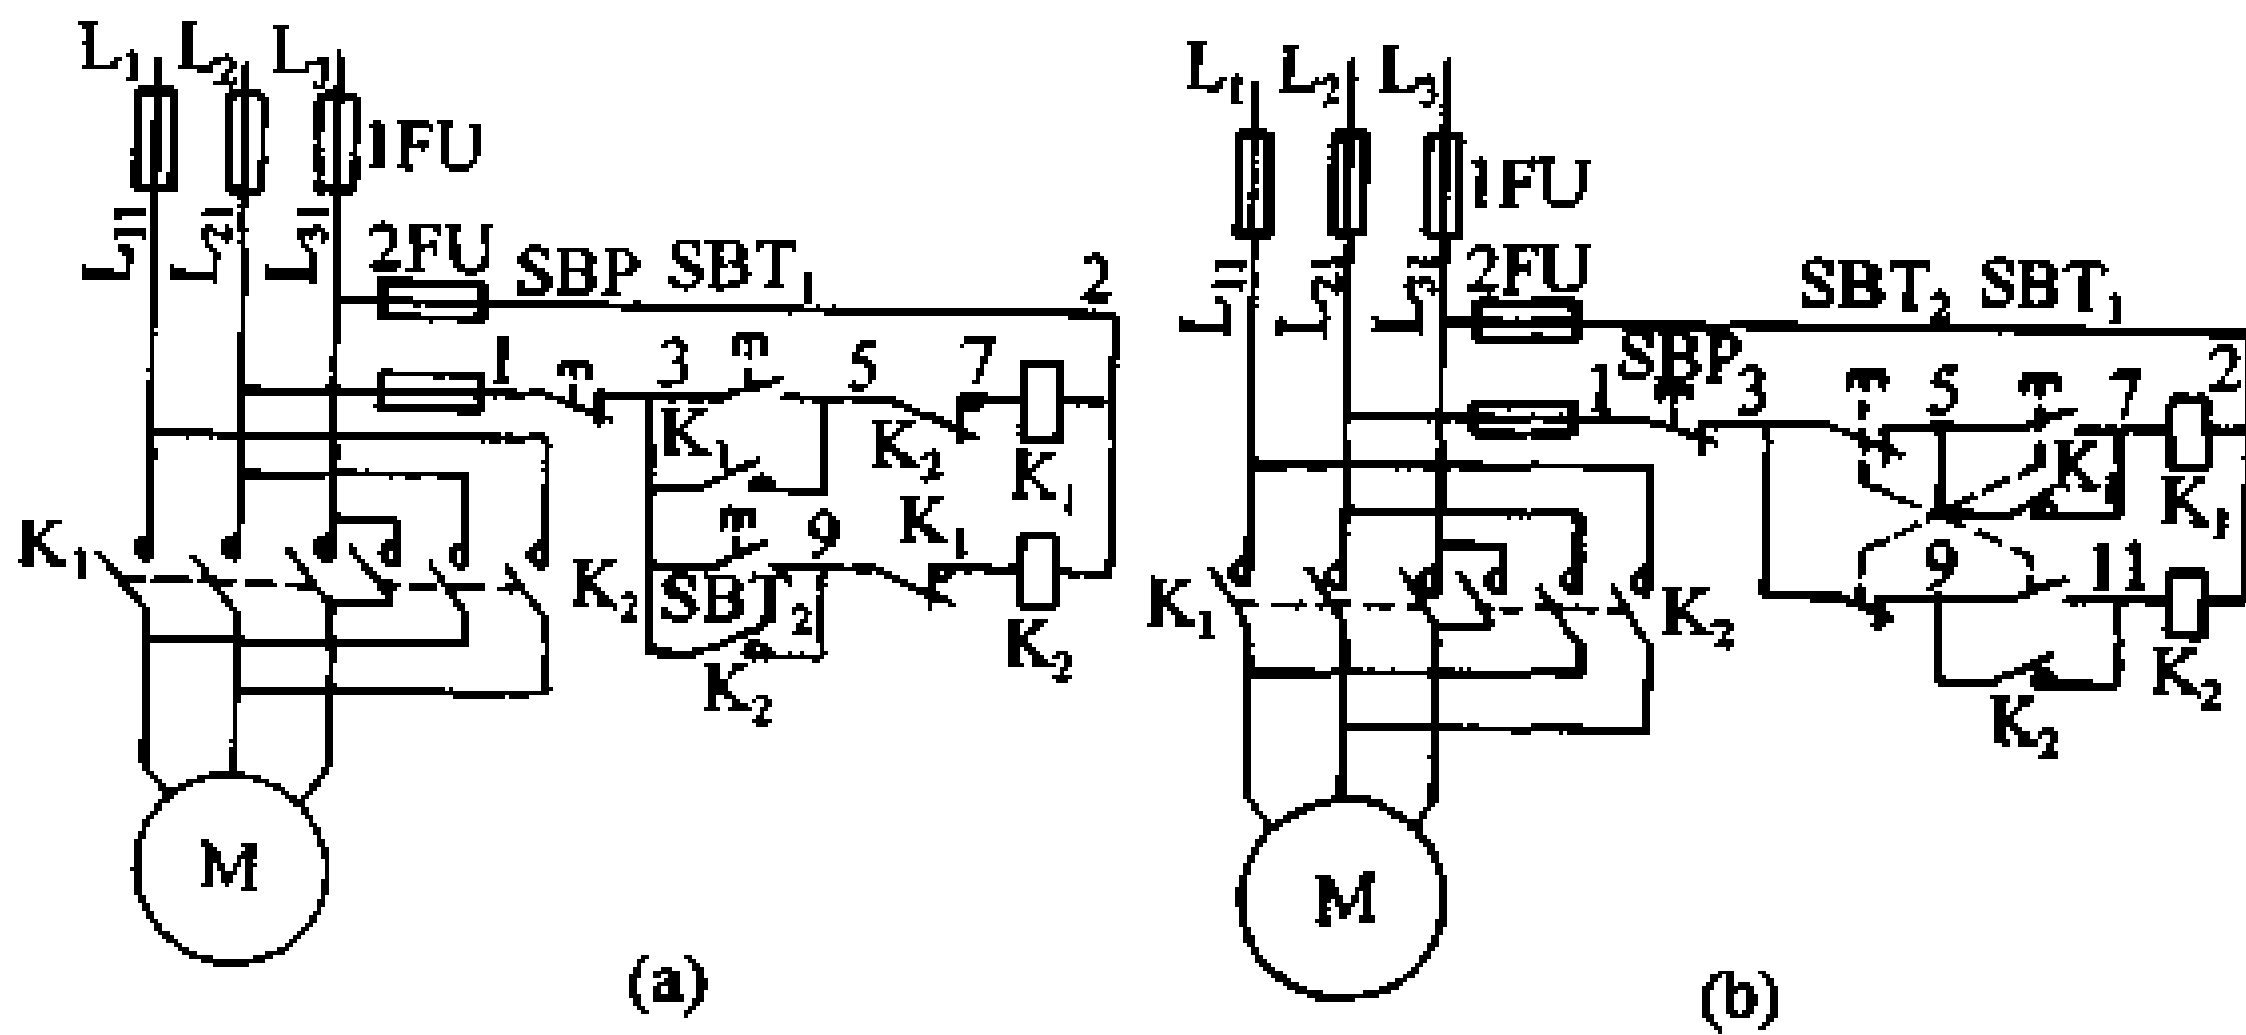 L₁ L₂ L₃
1FU
L₁₁ L₂₁ L₃₁
2FU SBP SBT₁ 2
1 3 5 7
K₁ K₂ K₁
K₁ K₂
SBT₂ 9 K₁
K₂ K₂
M
(a)
L₁ L₂ L₃
1FU
L₁₁ L₂₁ L₃₁
2FU SBT₂ SBT₁
SBP 2
1 3 5 7
K₁ K₁
K₁ K₂
9 11
K₂ K₂
M
(b)